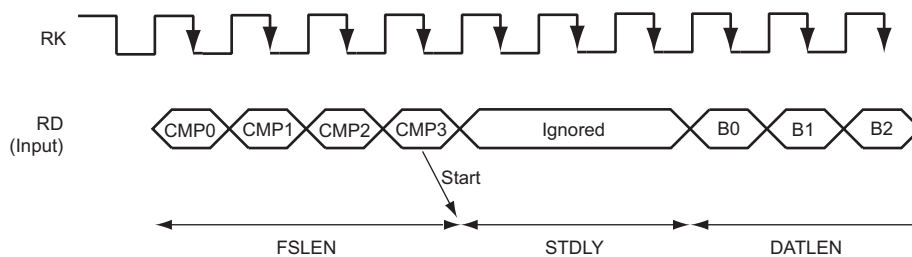 RK
RD
(Input)
CMP0 CMP1 CMP2 CMP3 Ignored B0 B1 B2
Start
FSLEN STDLY DATLEN